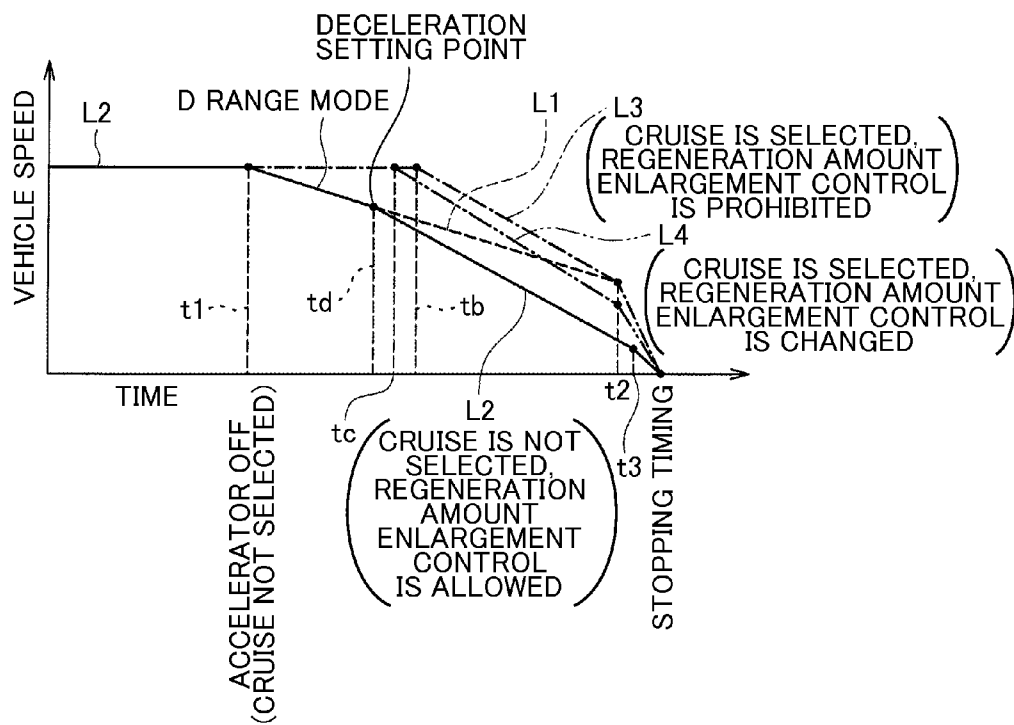 DECELERATION
SETTING POINT
VEHICLE SPEED
L2
D RANGE MODE
L1
L3
CRUISE IS SELECTED,
REGENERATION AMOUNT
ENLARGEMENT CONTROL
IS PROHIBITED
L4
CRUISE IS SELECTED,
REGENERATION AMOUNT
ENLARGEMENT CONTROL
IS CHANGED
t1
td
tb
TIME
tc
L2
CRUISE IS NOT
SELECTED,
REGENERATION
AMOUNT
ENLARGEMENT
CONTROL
IS ALLOWED
t2
t3
STOPPING TIMING
ACCELERATOR OFF
(CRUISE NOT SELECTED)